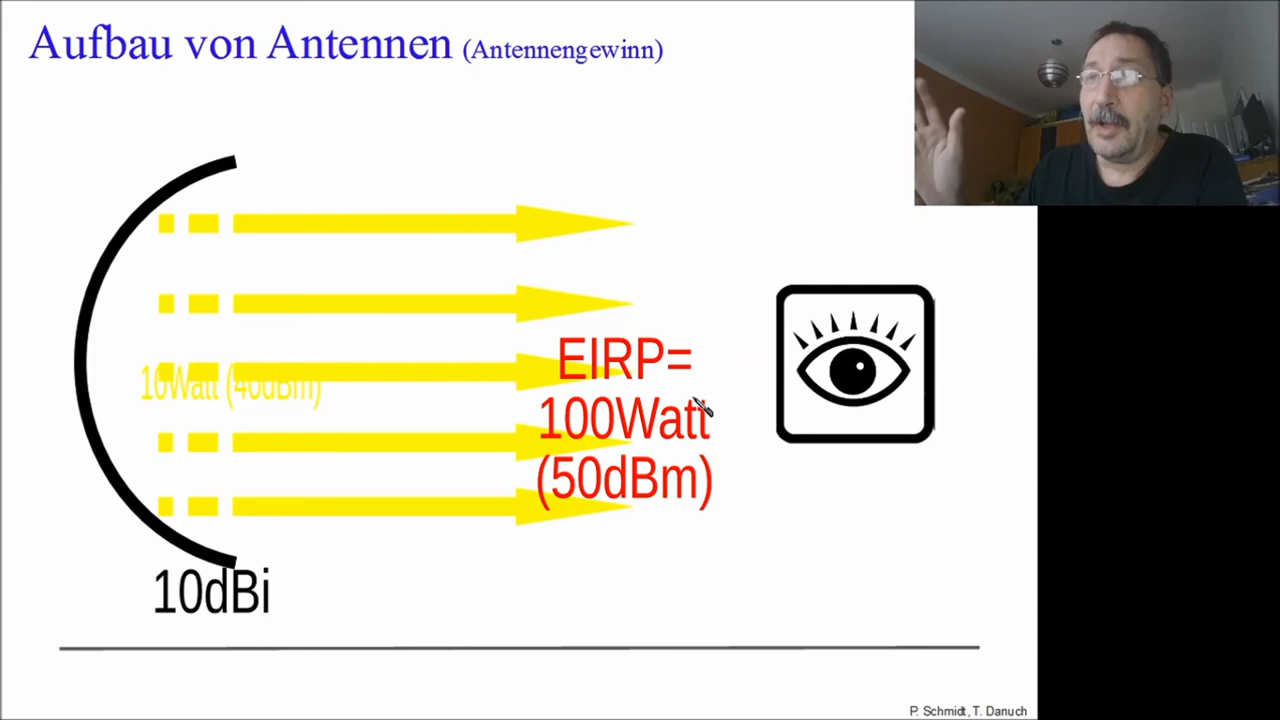 Aufbau von Antennen (Antennengewinn)
10Watt (40dBm)
EIRP=
100Watt
(50dBm)
10dBi
P. Schmidt, T. Danuch